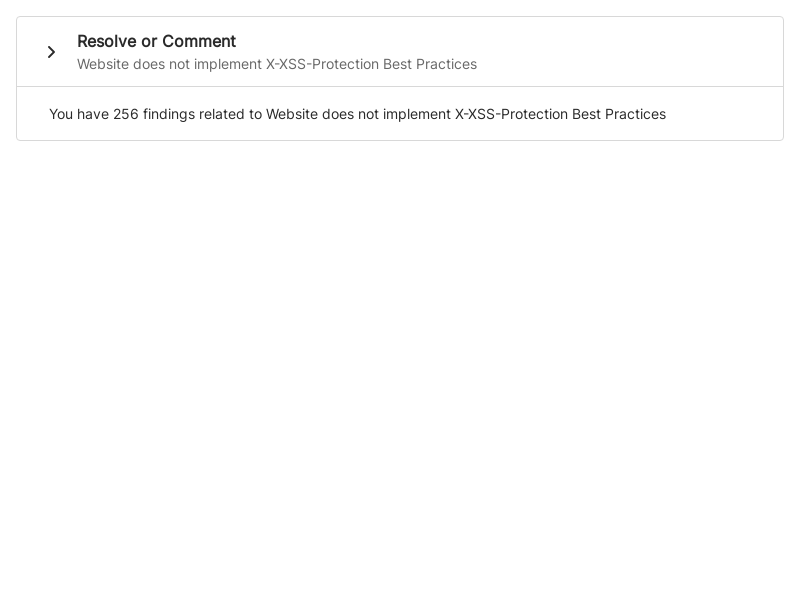 Resolve or Comment
Website does not implement X-XSS-Protection Best Practices
You have 256 findings related to Website does not implement X-XSS-Protection Best Practices